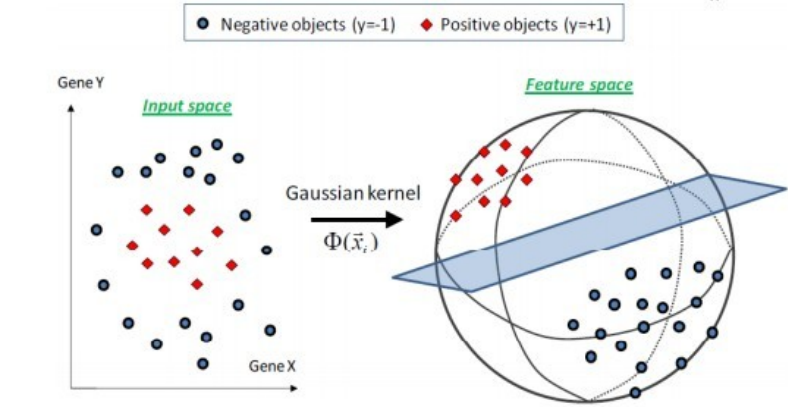 Negative objects (y=-1) Positive objects (y=+1)
Gene Y
Input space
Feature space
Gaussian kernel
Φ(x⃗ᵢ)
Gene X